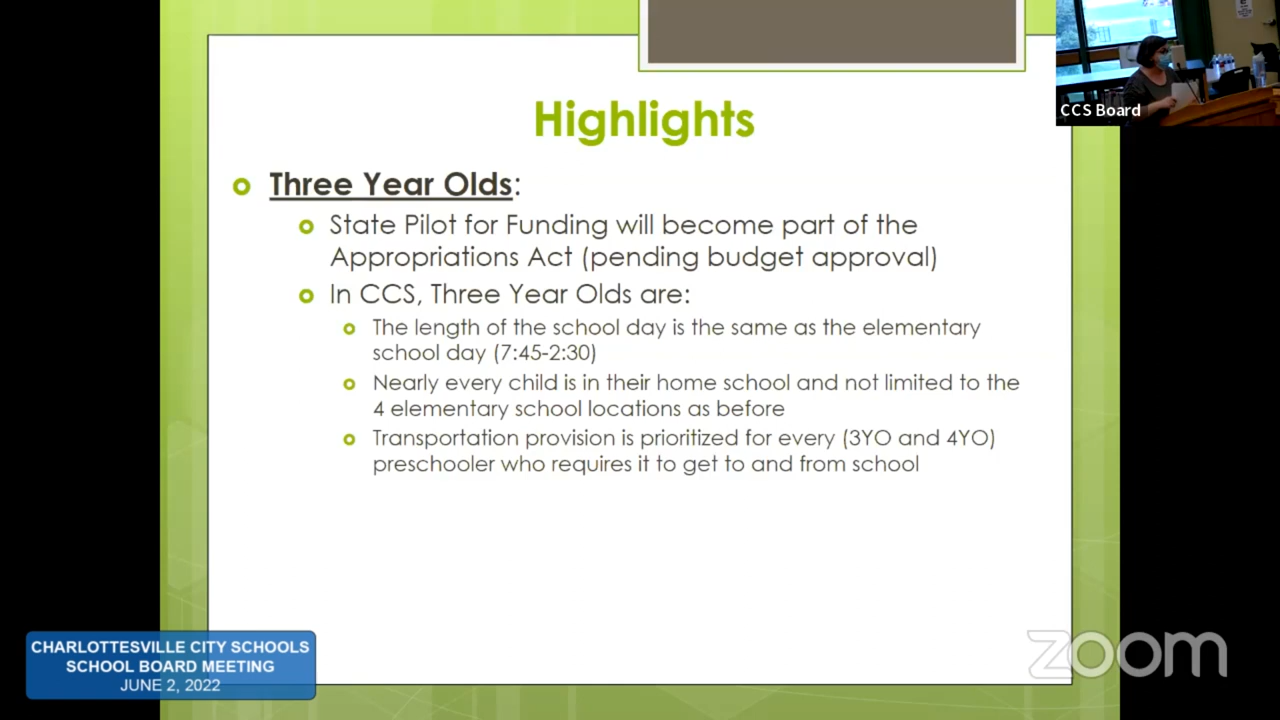 CCS Board
Highlights
Three Year Olds:
State Pilot for Funding will become part of the
Appropriations Act (pending budget approval)
In CCS, Three Year Olds are:
The length of the school day is the same as the elementary
school day (7:45-2:30)
Nearly every child is in their home school and not limited to the
4 elementary school locations as before
Transportation provision is prioritized for every (3YO and 4YO)
preschooler who requires it to get to and from school
CHARLOTTESVILLE CITY SCHOOLS
SCHOOL BOARD MEETING
JUNE 2, 2022
zoom